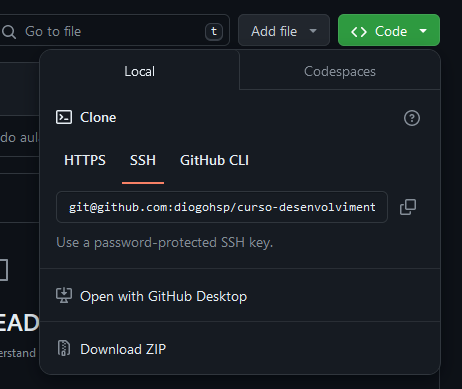 Go to file
t
Add file
Code
Local
Codespaces
Clone
HTTPS
SSH
GitHub CLI
git@github.com:diogohsp/curso-desenvolviment
Use a password-protected SSH key.
Open with GitHub Desktop
Download ZIP
do aul
EAD
erstand